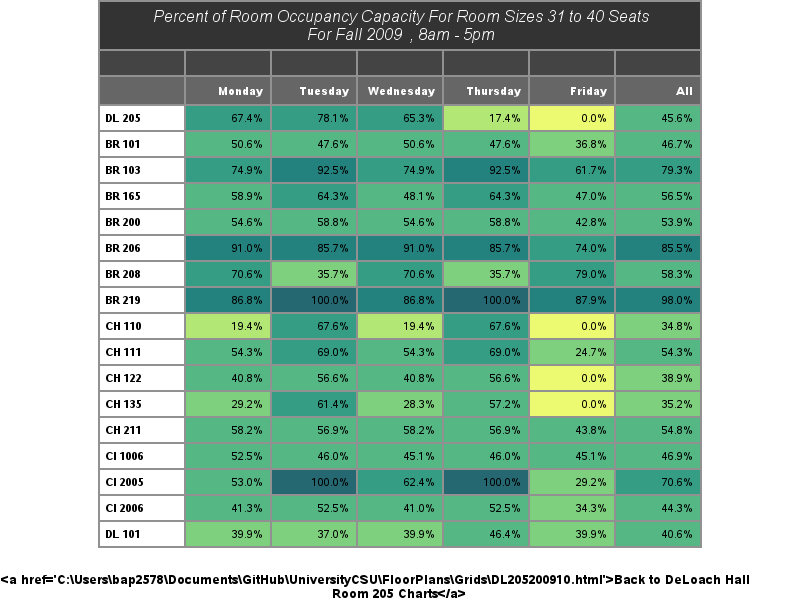 Percent of Room Occupancy Capacity For Room Sizes 31 to 40 Seats
For Fall 2009 , 8am - 5pm
Monday Tuesday Wednesday Thursday Friday All
DL 205 67.4% 78.1% 65.3% 17.4% 0.0% 45.6%
BR 101 50.6% 47.6% 50.6% 47.6% 36.8% 46.7%
BR 103 74.9% 92.5% 74.9% 92.5% 61.7% 79.3%
BR 165 58.9% 64.3% 48.1% 64.3% 47.0% 56.5%
BR 200 54.6% 58.8% 54.6% 58.8% 42.8% 53.9%
BR 206 91.0% 85.7% 91.0% 85.7% 74.0% 85.5%
BR 208 70.6% 35.7% 70.6% 35.7% 79.0% 58.3%
BR 219 86.8% 100.0% 86.8% 100.0% 87.9% 98.0%
CH 110 19.4% 67.6% 19.4% 67.6% 0.0% 34.8%
CH 111 54.3% 69.0% 54.3% 69.0% 24.7% 54.3%
CH 122 40.8% 56.6% 40.8% 56.6% 0.0% 38.9%
CH 135 29.2% 61.4% 28.3% 57.2% 0.0% 35.2%
CH 211 58.2% 56.9% 58.2% 56.9% 43.8% 54.8%
CI 1006 52.5% 46.0% 45.1% 46.0% 45.1% 46.9%
CI 2005 53.0% 100.0% 62.4% 100.0% 29.2% 70.6%
CI 2006 41.3% 52.5% 41.0% 52.5% 34.3% 44.3%
DL 101 39.9% 37.0% 39.9% 46.4% 39.9% 40.6%
<a href='C:\Users\bap2578\Documents\GitHub\UniversityCSU\FloorPlans\Grids\DL205200910.html'>Back to DeLoach Hall
Room 205 Charts</a>